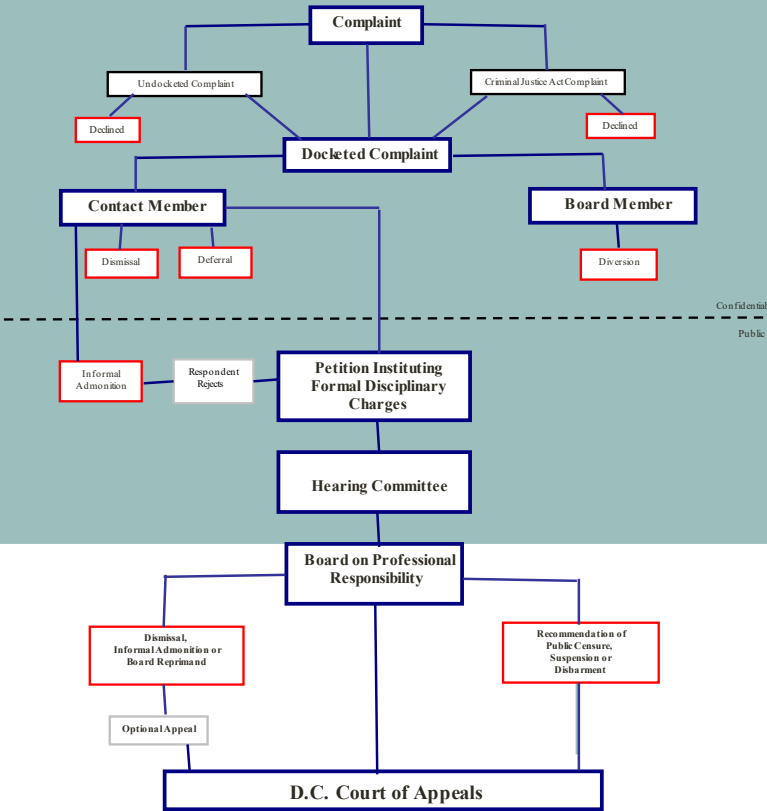 Complaint
Undocketed Complaint
Criminal Justice Act Complaint
Declined
Declined
Docketed Complaint
Contact Member
Board Member
Dismissal
Deferral
Diversion
Confidential
Public
Informal
Admonition
Respondent
Rejects
Petition Instituting
Formal Disciplinary
Charges
Hearing Committee
Board on Professional
Responsibility
Dismissal,
Informal Admonition or
Board Reprimand
Recommendation of
Public Censure,
Suspension or
Disbarment
Optional Appeal
D.C. Court of Appeals